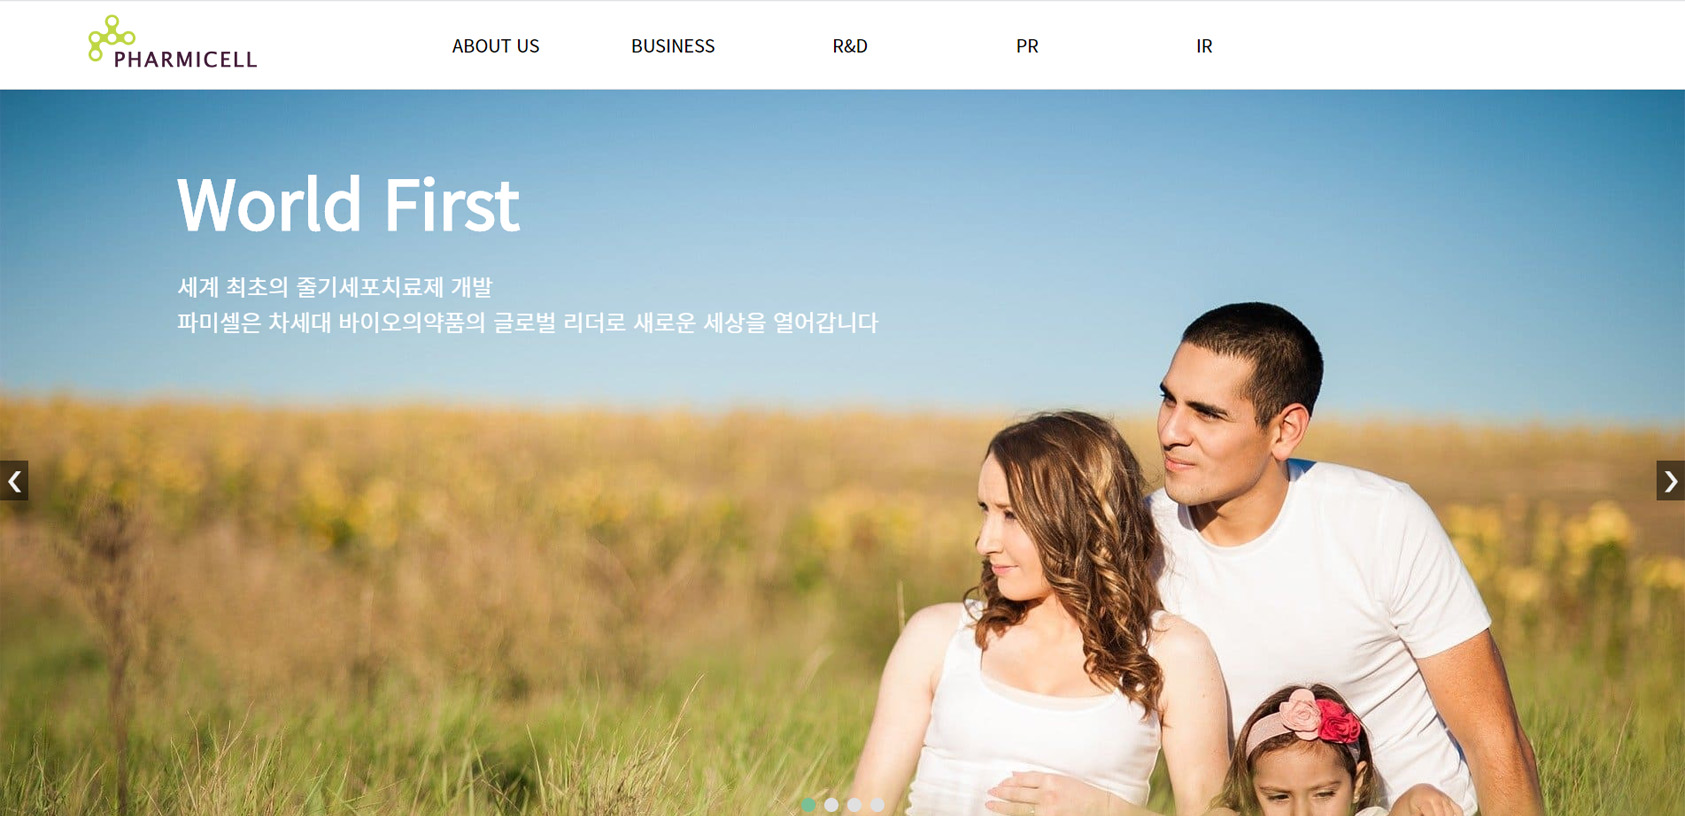 PHARMICELL
ABOUT US
BUSINESS
R&D
PR
IR
World First
세계 최초의 줄기세포치료제 개발
파미셀은 차세대 바이오의약품의 글로벌 리더로 새로운 세상을 열어갑니다